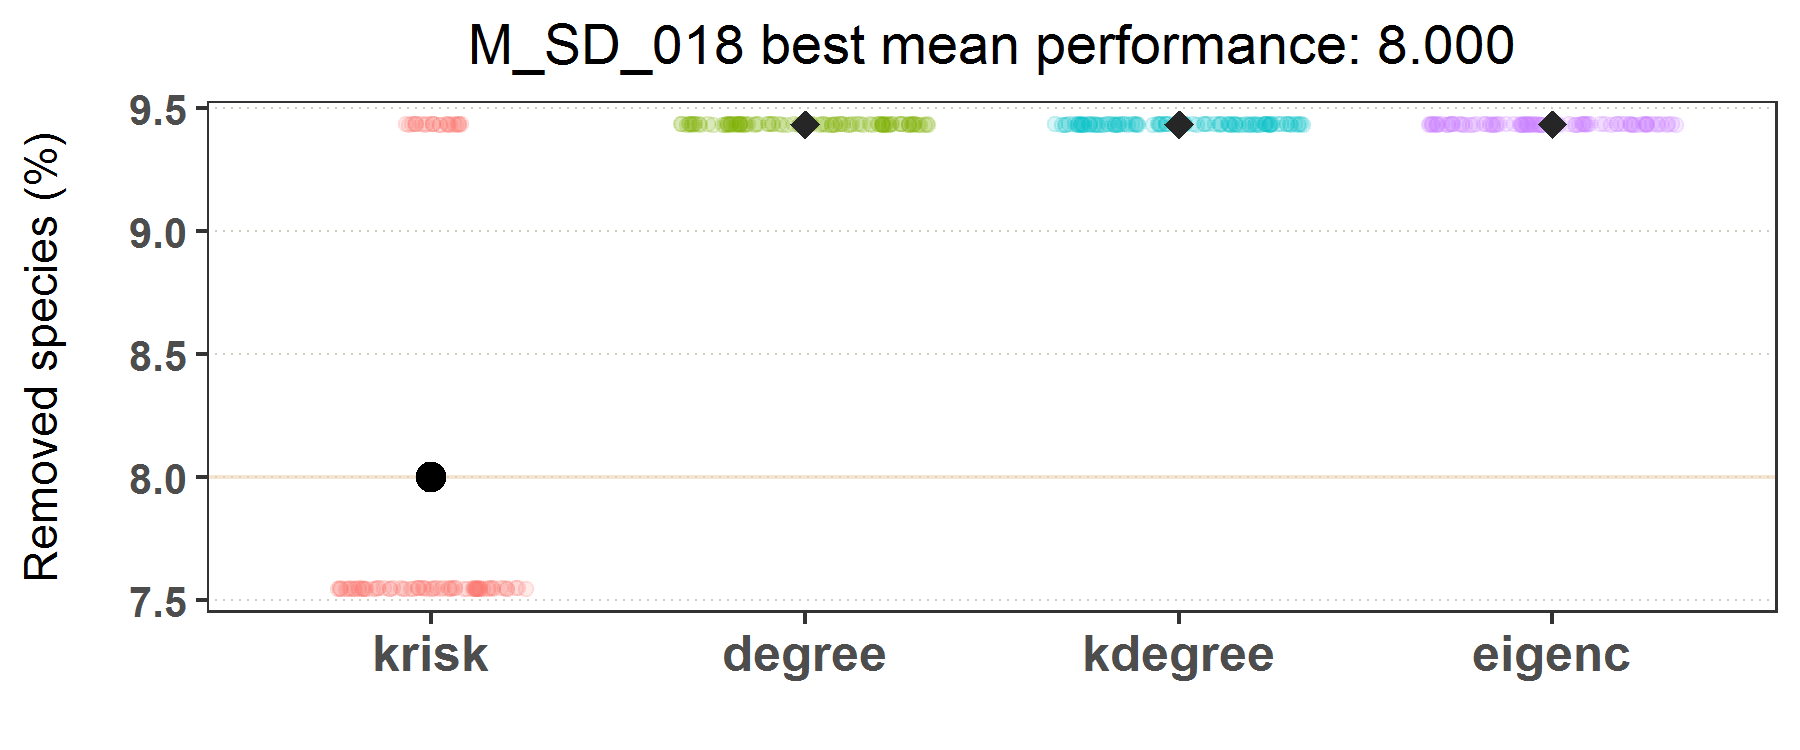 M_SD_018 best mean performance: 8.000
Removed species (%)
9.5
9.0
8.5
8.0
7.5
krisk degree kdegree eigenc